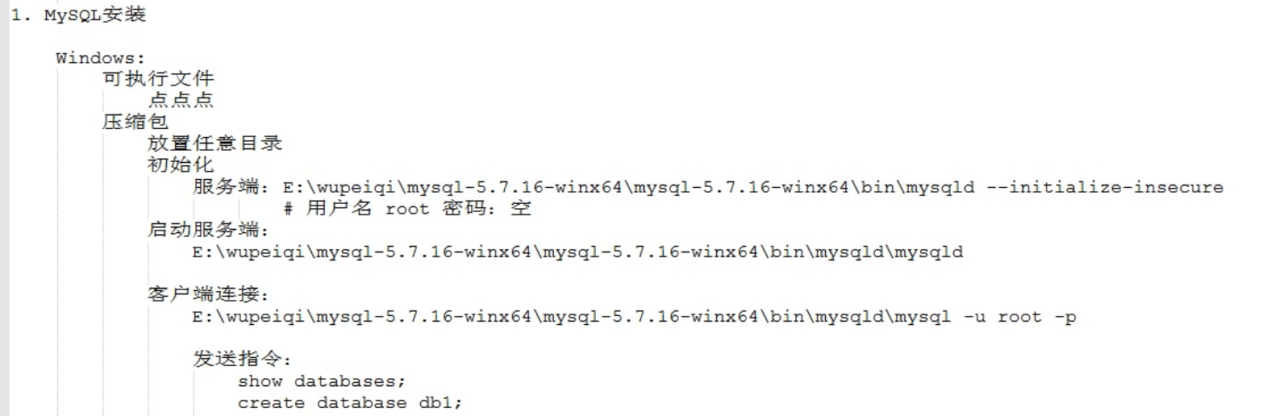 1. MySQL安装
Windows:
可执行文件
点点点
压缩包
放置任意目录
初始化
服务端：E:\wupeiqi\mysql-5.7.16-winx64\mysql-5.7.16-winx64\bin\mysqld --initialize-insecure
# 用户名 root 密码：空
启动服务端：
E:\wupeiqi\mysql-5.7.16-winx64\mysql-5.7.16-winx64\bin\mysqld\mysqld
客户端连接：
E:\wupeiqi\mysql-5.7.16-winx64\mysql-5.7.16-winx64\bin\mysqld\mysql -u root -p
发送指令：
show databases;
create database db1;